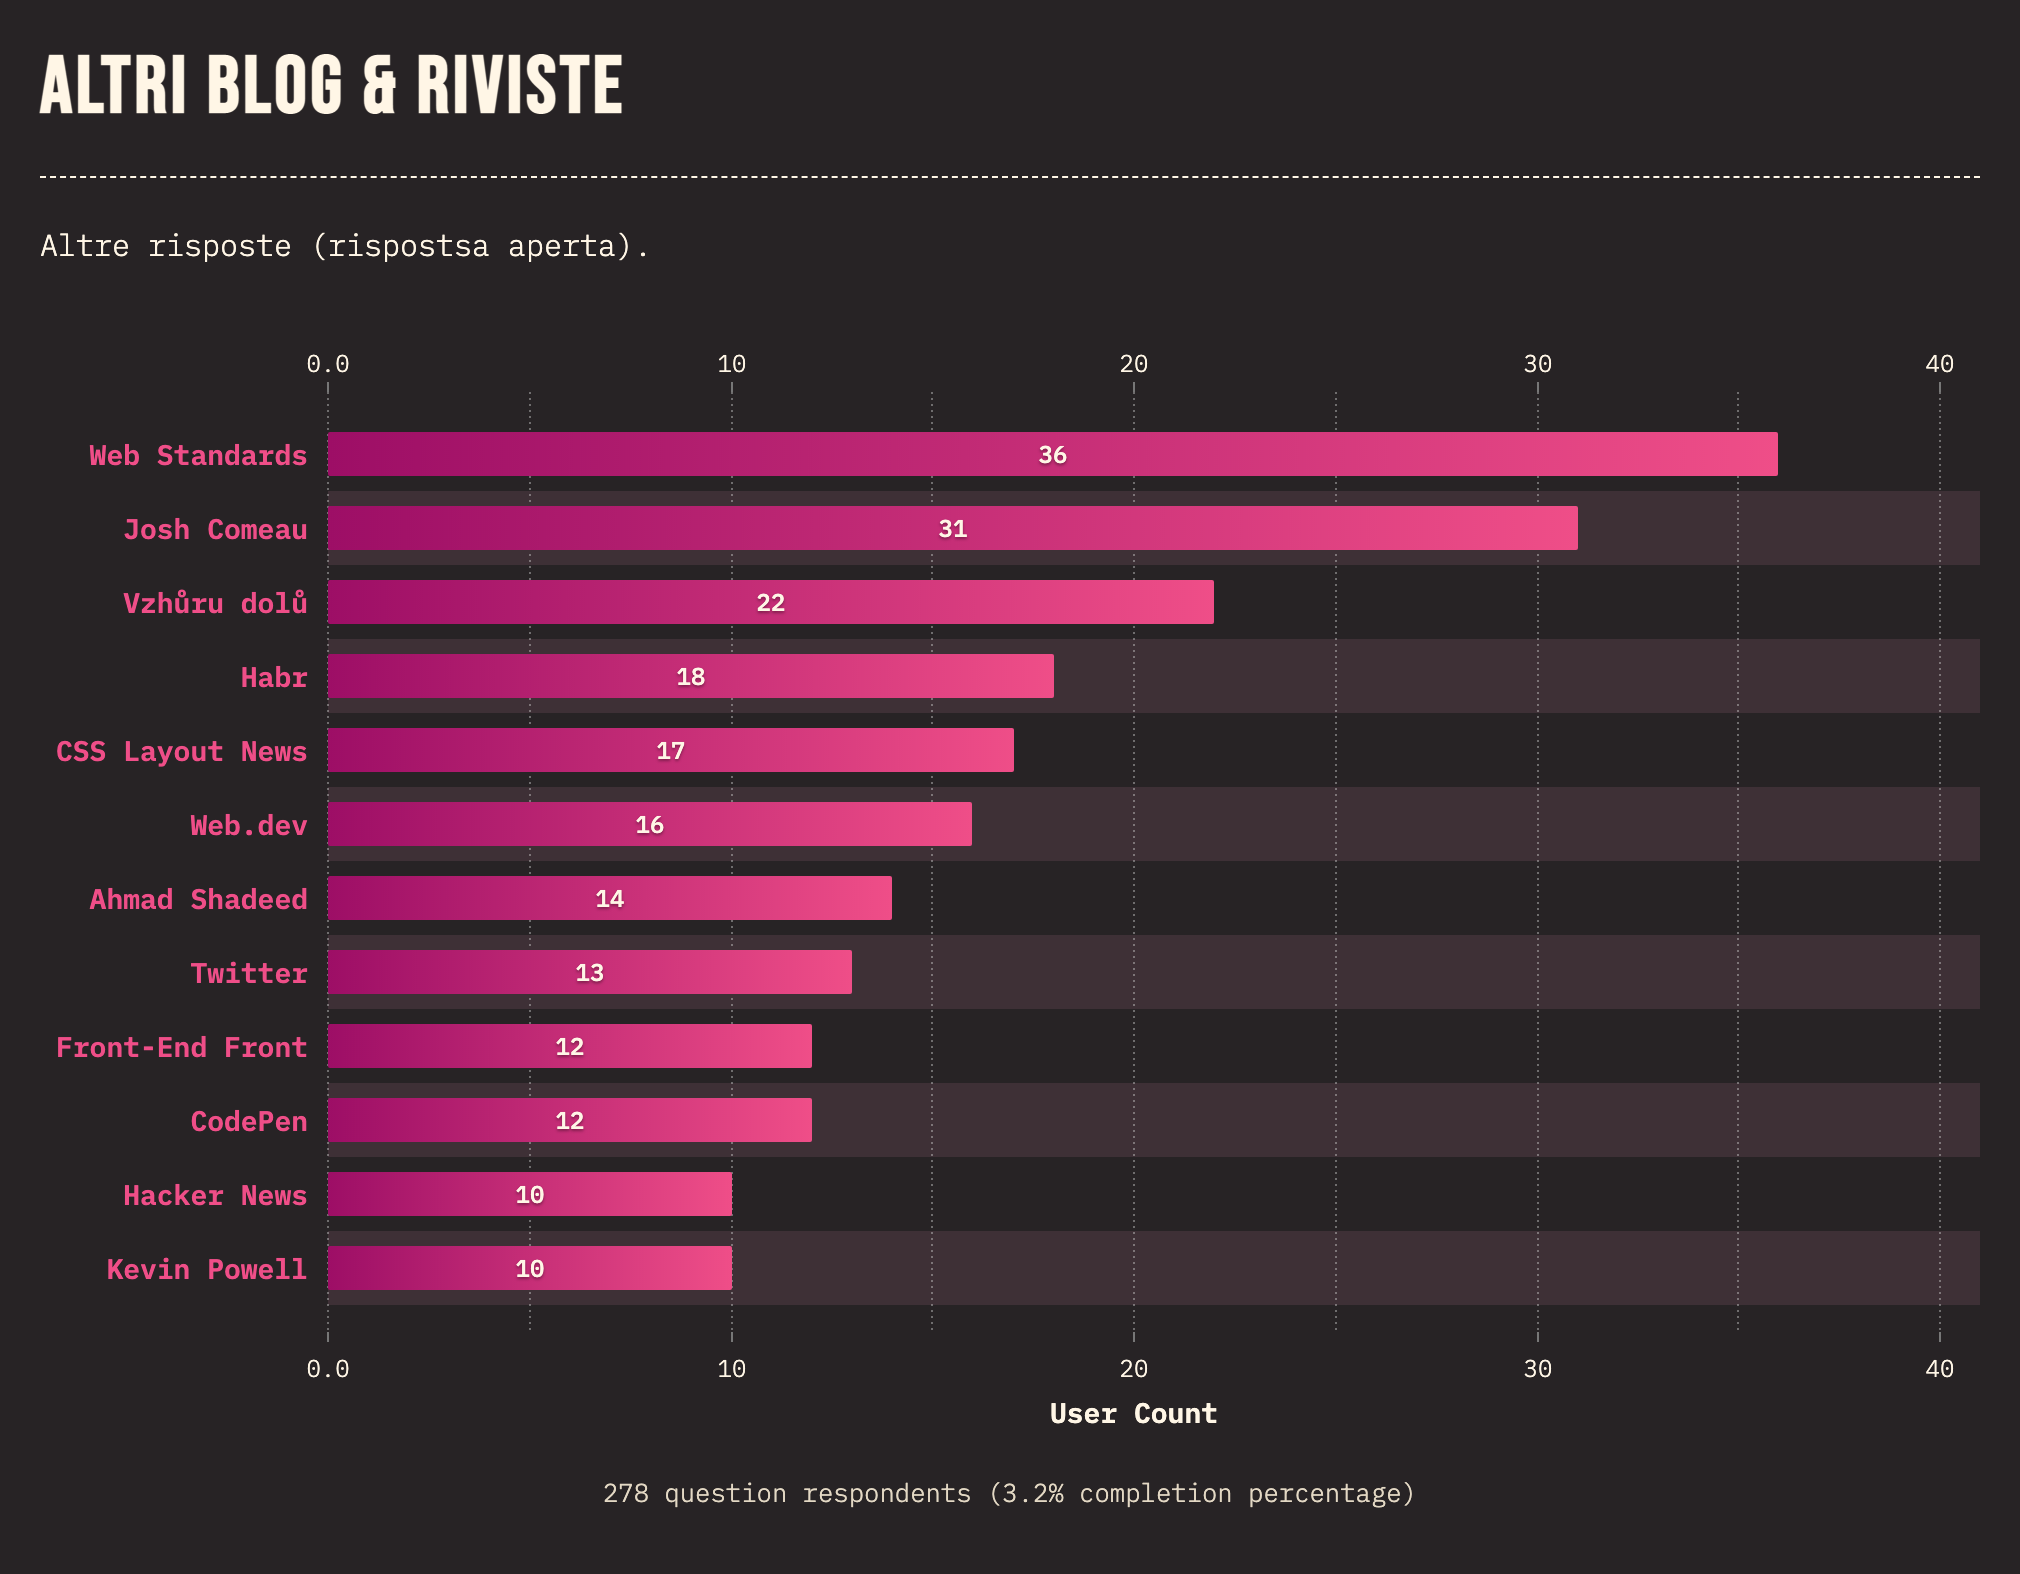 ALTRI BLOG & RIVISTE
Altre risposte (rispostsa aperta).
0.0 10 20 30 40
Web Standards 36
Josh Comeau 31
Vzhůru dolů 22
Habr 18
CSS Layout News 17
Web.dev 16
Ahmad Shadeed 14
Twitter 13
Front-End Front 12
CodePen 12
Hacker News 10
Kevin Powell 10
0.0 10 20 30 40
User Count
278 question respondents (3.2% completion percentage)